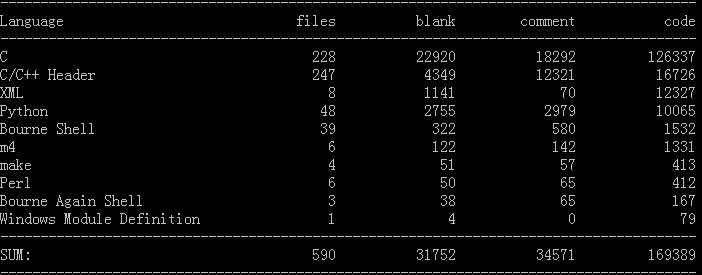 Language files blank comment code
C 228 22920 18292 126337
C/C++ Header 247 4349 12321 16726
XML 8 1141 70 12327
Python 48 2755 2979 10065
Bourne Shell 39 322 580 1532
m4 6 122 142 1331
make 4 51 57 413
Perl 6 50 65 412
Bourne Again Shell 3 38 65 167
Windows Module Definition 1 4 0 79
SUM: 590 31752 34571 169389